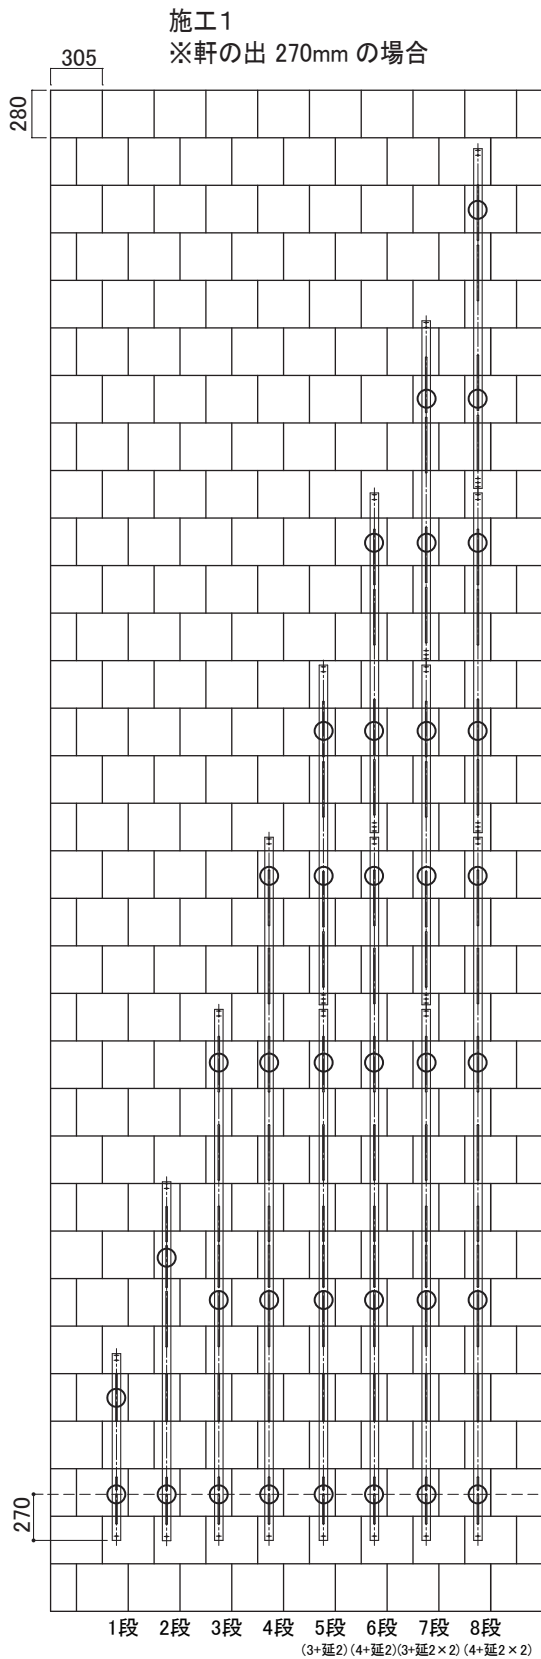 施工1
※軒の出 270mm の場合
305
280
270
1段 2段 3段 4段 5段 6段 7段 8段
(3+延2) (4+延2) (3+延2×2) (4+延2×2)